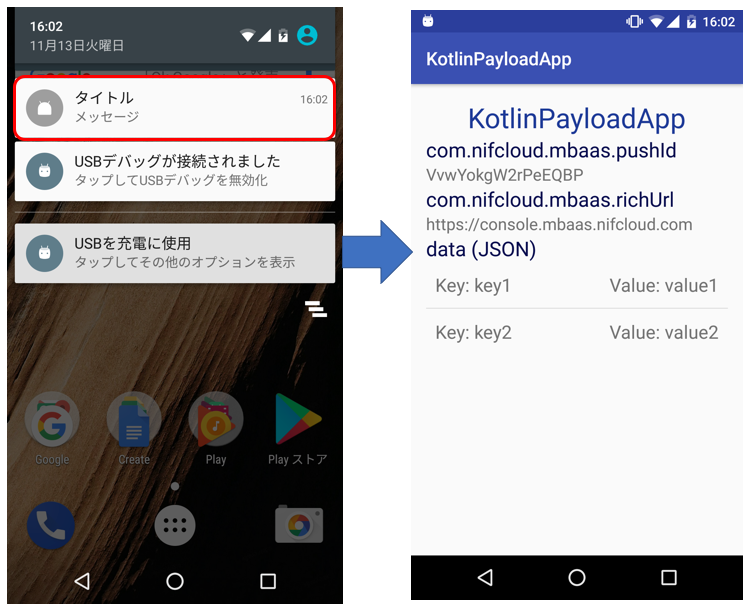 16:02
11月13日火曜日
タイトル
16:02
メッセージ
USBデバッグが接続されました
タップしてUSBデバッグを無効化
USBを充電に使用
タップしてその他のオプションを表示
Google
Create
Play
Play ストア
16:02
KotlinPayloadApp
KotlinPayloadApp
com.nifcloud.mbaas.pushId
VvwYokgW2rPeEQBP
com.nifcloud.mbaas.richUrl
https://console.mbaas.nifcloud.com
data (JSON)
Key: key1 Value: value1
Key: key2 Value: value2